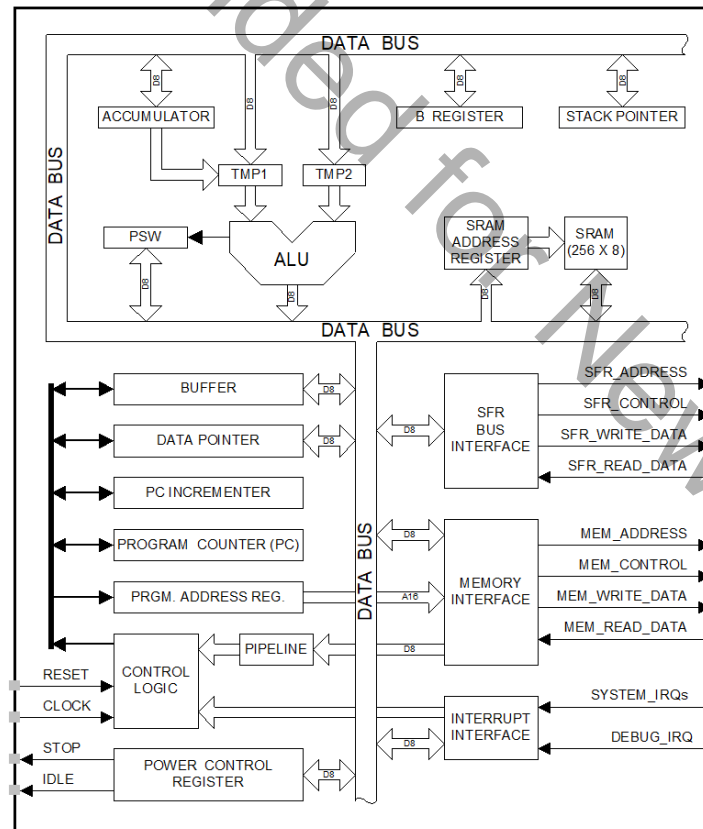 DATA BUS
D8
D8
D8
D8
D8
ACCUMULATOR
B REGISTER
STACK POINTER
DATA BUS
TMP1
TMP2
PSW
ALU
SRAM
ADDRESS
REGISTER
SRAM
(256 X 8)
D8
D8
D8
D8
DATA BUS
BUFFER
D8
DATA POINTER
D8
PC INCREMENTER
PROGRAM COUNTER (PC)
PRGM. ADDRESS REG.
DATA BUS
D8
SFR
BUS
INTERFACE
SFR_ADDRESS
SFR_CONTROL
SFR_WRITE_DATA
SFR_READ_DATA
D8
A16
D8
MEMORY
INTERFACE
MEM_ADDRESS
MEM_CONTROL
MEM_WRITE_DATA
MEM_READ_DATA
PIPELINE
CONTROL
LOGIC
RESET
CLOCK
STOP
IDLE
POWER CONTROL
REGISTER
D8
D8
INTERRUPT
INTERFACE
SYSTEM_IRQs
DEBUG_IRQ
ded for New